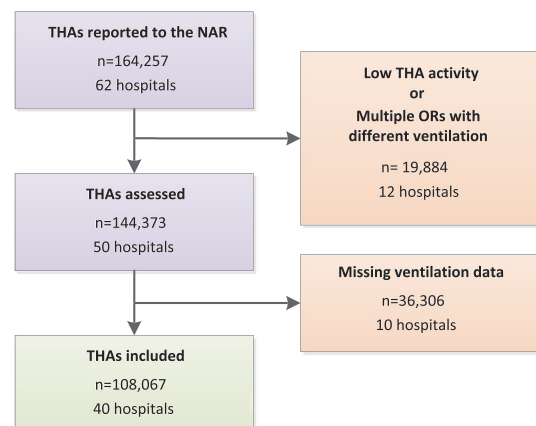 THAs reported to the NAR
n=164,257
62 hospitals
Low THA activity
or
Multiple ORs with
different ventilation
n= 19,884
12 hospitals
THAs assessed
n=144,373
50 hospitals
Missing ventilation data
n=36,306
10 hospitals
THAs included
n=108,067
40 hospitals